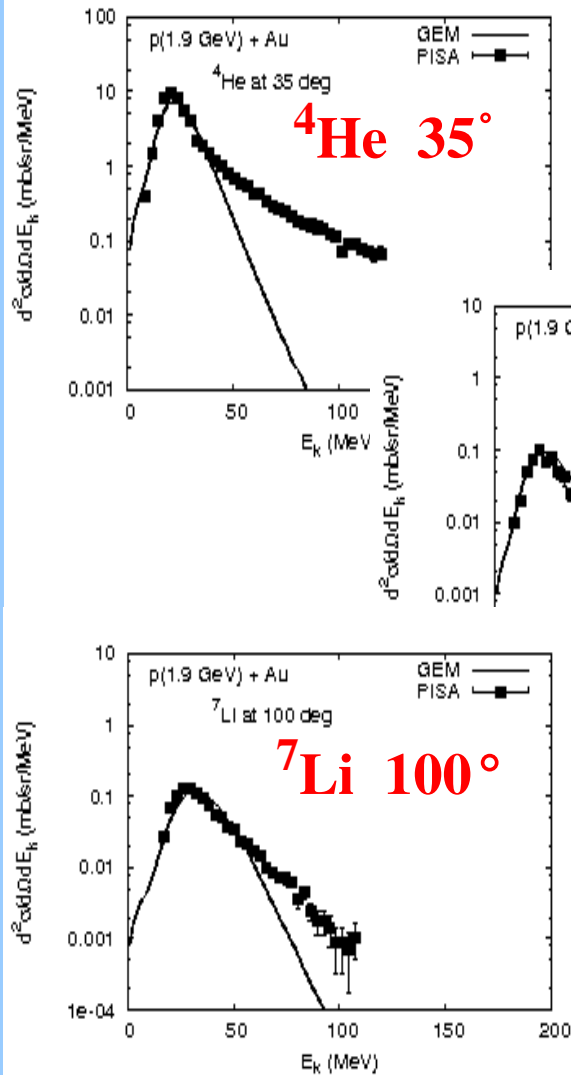 p(1.9 GeV) + Au
GEM
PISA
⁴He at 35 deg
⁴He 35°
d²σ/dΩdEₖ (mb/sr/MeV)
100
10
1
0.1
0.01
0.001
0 50 100
Eₖ (MeV
p(1.9
d²σ/dΩdEₖ (mb/sr/MeV)
10
1
0.1
0.01
0.001
p(1.9 GeV) + Au
GEM
PISA
⁷Li at 100 deg
⁷Li 100°
d²σ/dΩdEₖ (mb/sr/MeV)
10
1
0.1
0.01
0.001
1e-04
0 50 100 150 200
Eₖ (MeV)